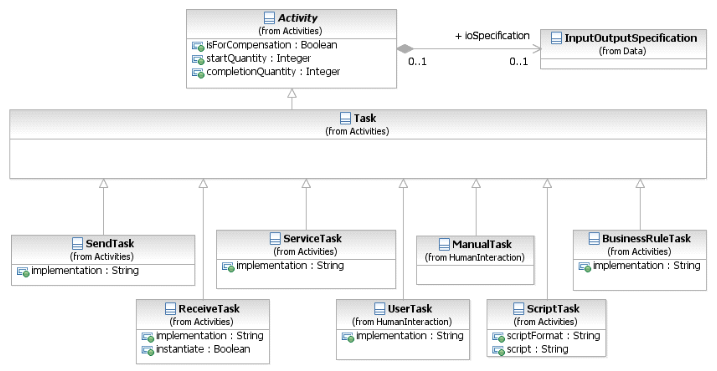 Activity
(from Activities)
isForCompensation : Boolean
startQuantity : Integer
completionQuantity : Integer
+ ioSpecification
0..1
0..1
InputOutputSpecification
(from Data)
Task
(from Activities)
SendTask
(from Activities)
implementation : String
ServiceTask
(from Activities)
implementation : String
ManualTask
(from HumanInteraction)
BusinessRuleTask
(from Activities)
implementation : String
ReceiveTask
(from Activities)
implementation : String
instantiate : Boolean
UserTask
(from HumanInteraction)
implementation : String
ScriptTask
(from Activities)
scriptFormat : String
script : String